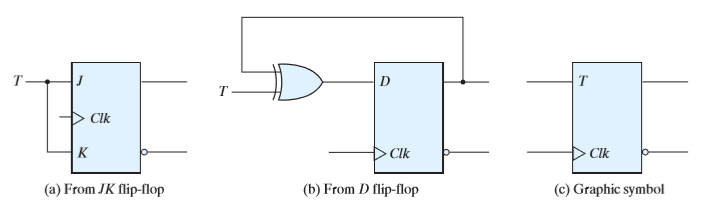 T
J
Clk
K
(a) From JK flip-flop
T
D
Clk
(b) From D flip-flop
T
Clk
(c) Graphic symbol